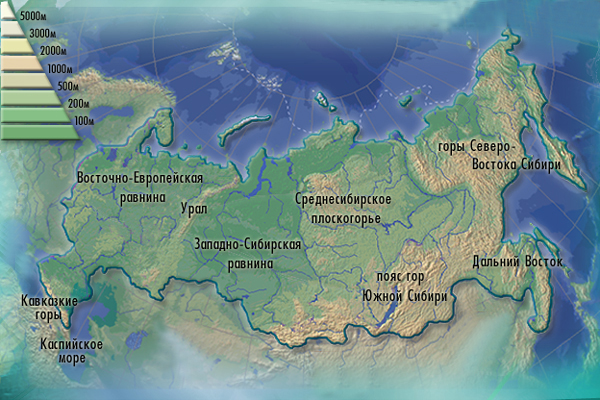 5000м
3000м
2000м
1000м
500м
200м
100м
горы Северо-
Востока Сибири
Восточно-Европейская
равнина
Урал
Среднесибирское
плоскогорье
Западно-Сибирская
равнина
Дальний Восток
пояс гор
Южной Сибири
Кавказкие
горы
Каспийское
море